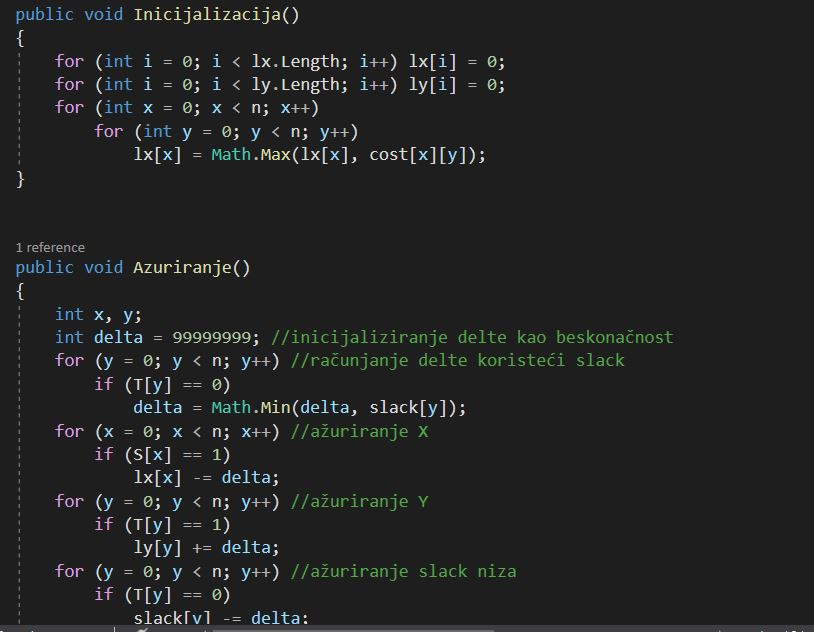 public void Inicijalizacija()
{
    for (int i = 0; i < lx.Length; i++) lx[i] = 0;
    for (int i = 0; i < ly.Length; i++) ly[i] = 0;
    for (int x = 0; x < n; x++)
        for (int y = 0; y < n; y++)
            lx[x] = Math.Max(lx[x], cost[x][y]);
}
1 reference
public void Azuriranje()
{
    int x, y;
    int delta = 99999999; //inicijaliziranje delte kao beskonačnost
    for (y = 0; y < n; y++) //računjanje delte koristeći slack
        if (T[y] == 0)
            delta = Math.Min(delta, slack[y]);
    for (x = 0; x < n; x++) //ažuriranje X
        if (S[x] == 1)
            lx[x] -= delta;
    for (y = 0; y < n; y++) //ažuriranje Y
        if (T[y] == 1)
            ly[y] += delta;
    for (y = 0; y < n; y++) //ažuriranje slack niza
        if (T[y] == 0)
            slack[y] -= delta;